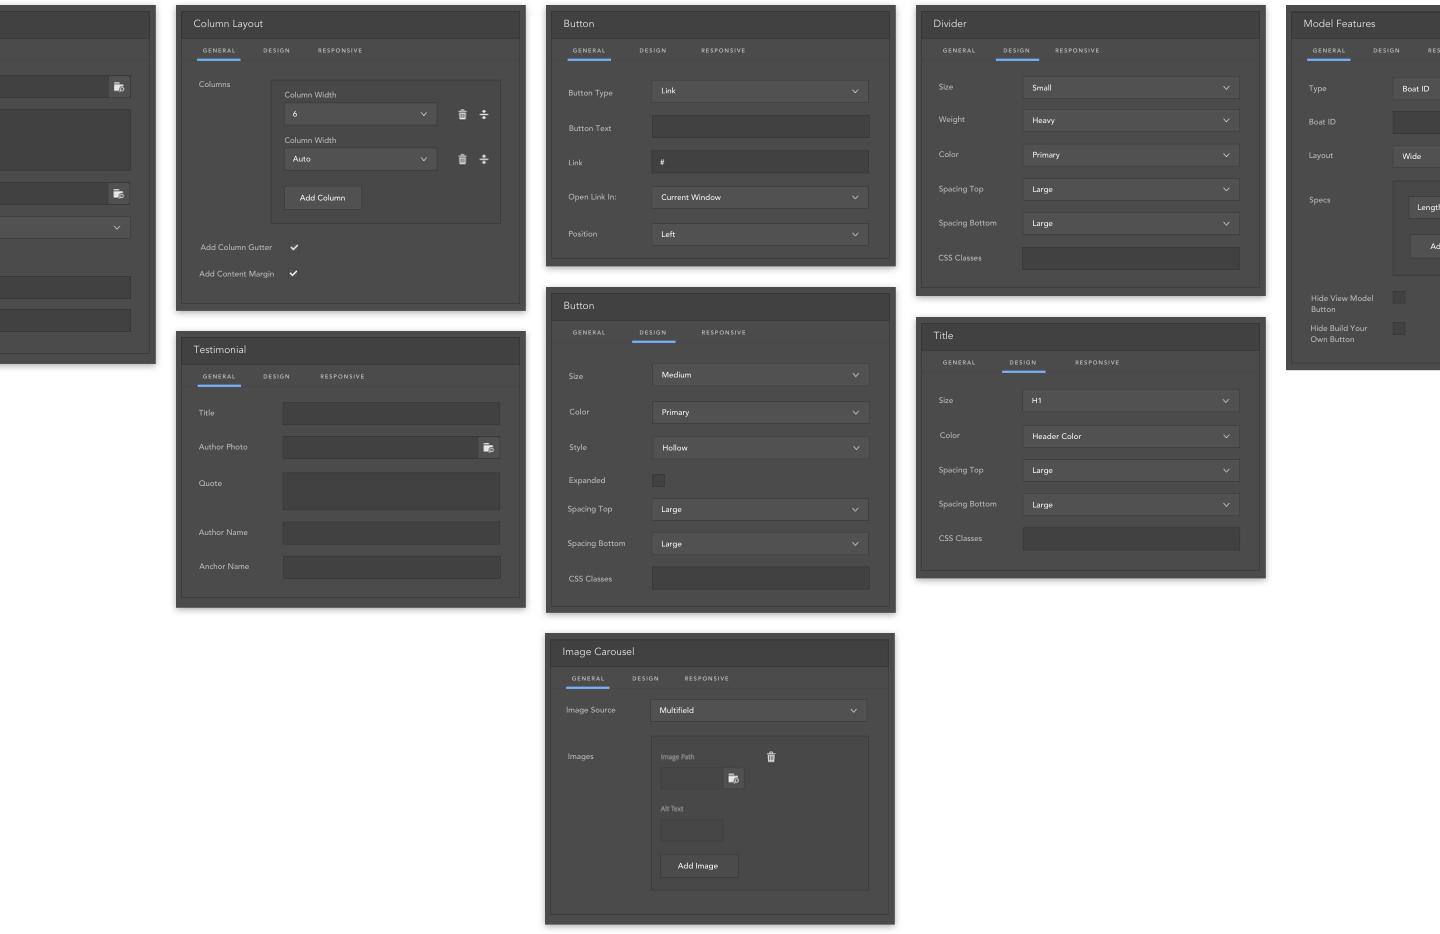 Column Layout
GENERAL DESIGN RESPONSIVE
Columns
Column Width
6
Column Width
Auto
Add Column
Add Column Gutter
Add Content Margin
Testimonial
GENERAL DESIGN RESPONSIVE
Title
Author Photo
Quote
Author Name
Anchor Name
Button
GENERAL DESIGN RESPONSIVE
Button Type Link
Button Text
Link #
Open Link In: Current Window
Position Left
Button
GENERAL DESIGN RESPONSIVE
Size Medium
Color Primary
Style Hollow
Expanded
Spacing Top Large
Spacing Bottom Large
CSS Classes
Image Carousel
GENERAL DESIGN RESPONSIVE
Image Source Multifield
Images
Image Path
Alt Text
Add Image
Divider
GENERAL DESIGN RESPONSIVE
Size Small
Weight Heavy
Color Primary
Spacing Top Large
Spacing Bottom Large
CSS Classes
Title
GENERAL DESIGN RESPONSIVE
Size H1
Color Header Color
Spacing Top Large
Spacing Bottom Large
CSS Classes
Model Features
GENERAL DESIGN RES
Type Boat ID
Boat ID
Layout Wide
Specs
Length
Ad
Hide View Model
Button
Hide Build Your
Own Button